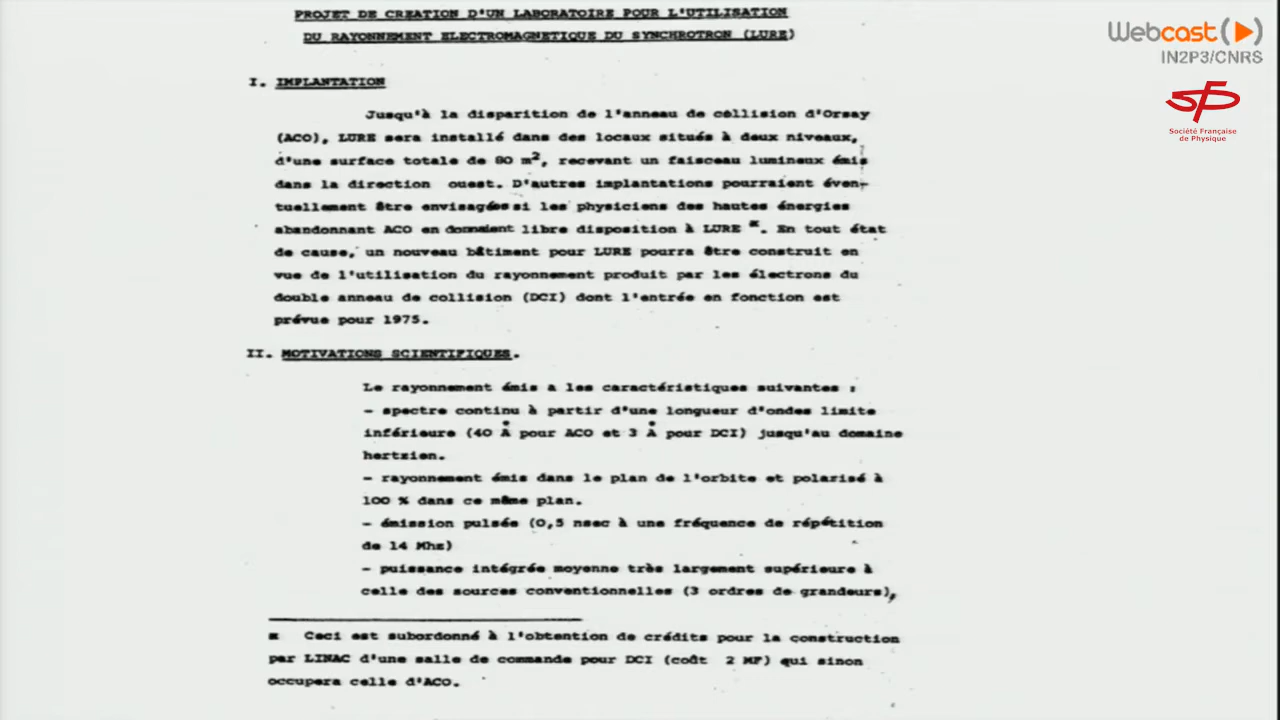 PROJET DE CREATION D'UN LABORATOIRE POUR L'UTILISATION
DU RAYONNEMENT ELECTROMAGNETIQUE DU SYNCHROTRON (LURE)
I. IMPLANTATION
Jusqu'à la disparition de l'anneau de collision d'Orsay
(ACO), LURE sera installé dans des locaux situés à deux niveaux,
d'une surface totale de 80 m², recevant un faisceau lumineux émis
dans la direction ouest. D'autres implantations pourraient éven-
tuellement être envisagées si les physiciens des hautes énergies
abandonnant ACO en donnaient libre disposition à LURE *. En tout état
de cause, un nouveau bâtiment pour LURE pourra être construit en
vue de l'utilisation du rayonnement produit par les électrons du
double anneau de collision (DCI) dont l'entrée en fonction est
prévue pour 1975.
II. MOTIVATIONS SCIENTIFIQUES.
Le rayonnement émis a les caractéristiques suivantes :
- spectre continu à partir d'une longueur d'ondes limite
inférieure (40 Å pour ACO et 3 Å pour DCI) jusqu'au domaine
hertzien.
- rayonnement émis dans le plan de l'orbite et polarisé à
100 % dans ce même plan.
- émission pulsée (0,5 nsec à une fréquence de répétition
de 14 Mhz)
- puissance intégrée moyenne très largement supérieure à
celle des sources conventionnelles (3 ordres de grandeurs),
* Ceci est subordonné à l'obtention de crédits pour la construction
par LINAC d'une salle de commande pour DCI (coût 2 MF) qui sinon
occupera celle d'ACO.
Webcast
IN2P3/CNRS
SFP
Société Française
de Physique